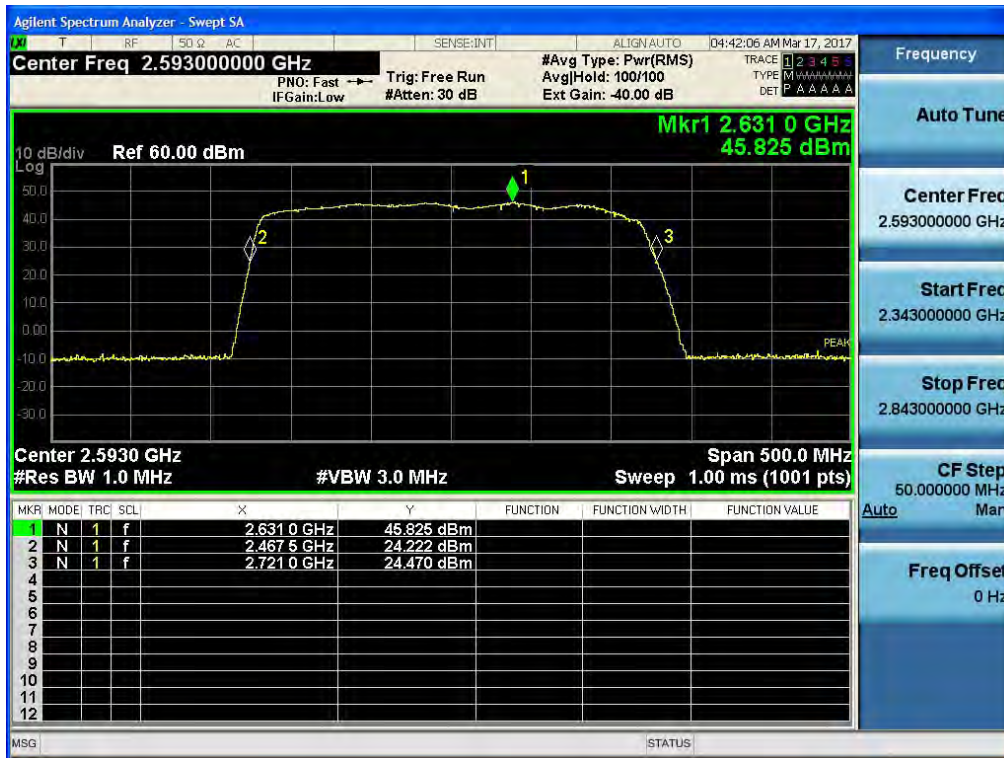 Agilent Spectrum Analyzer - Swept SA
LXI T RF 50 Ω AC SENSE:INT ALIGN AUTO 04:42:06 AM Mar 17, 2017
Center Freq 2.593000000 GHz
#Avg Type: Pwr(RMS)
TRACE 1 2 3 4 5 6
PNO: Fast Trig: Free Run Avg|Hold: 100/100 TYPE M
IFGain:Low #Atten: 30 dB Ext Gain: -40.00 dB DET P A A A A A
Mkr1 2.631 0 GHz
45.825 dBm
10 dB/div Ref 60.00 dBm
Log
50.0
40.0
30.0
20.0
10.0
0.00
-10.0
-20.0
-30.0
1
2
3
PEAK
Center 2.5930 GHz Span 500.0 MHz
#Res BW 1.0 MHz #VBW 3.0 MHz Sweep 1.00 ms (1001 pts)
MKR MODE TRC SCL X Y FUNCTION FUNCTION WIDTH FUNCTION VALUE
1 N 1 f 2.631 0 GHz 45.825 dBm
2 N 1 f 2.467 5 GHz 24.222 dBm
3 N 1 f 2.721 0 GHz 24.470 dBm
4
5
6
7
8
9
10
11
12
MSG STATUS
Frequency
Auto Tune
Center Freq
2.593000000 GHz
Start Freq
2.343000000 GHz
Stop Freq
2.843000000 GHz
CF Step
50.000000 MHz
Auto Man
Freq Offset
0 Hz